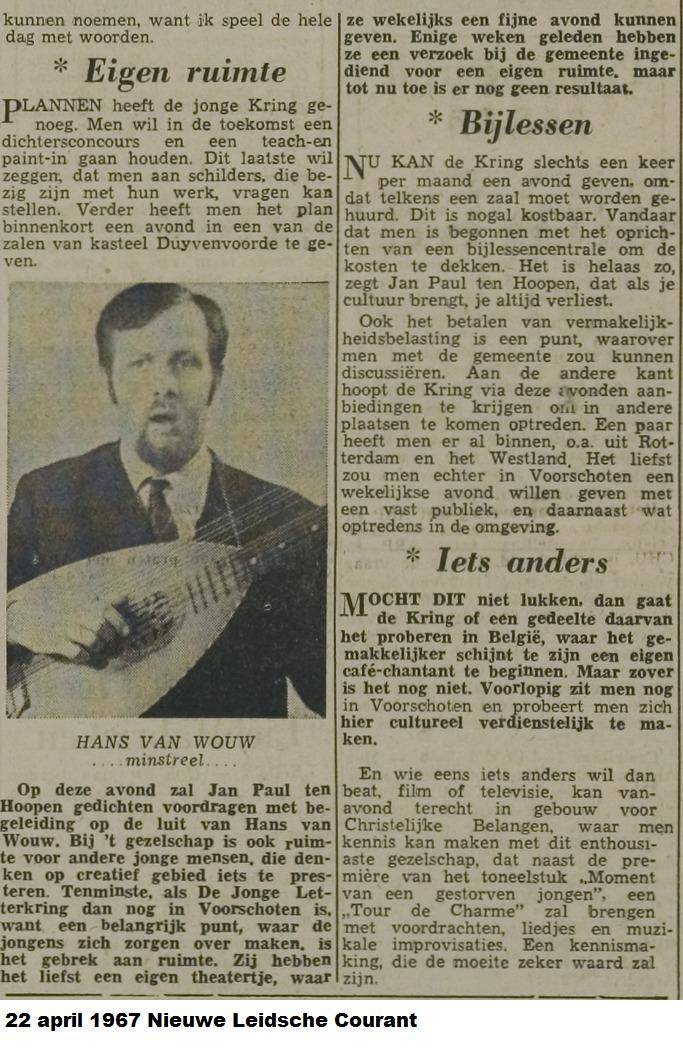 kunnen noemen, want ik speel de hele
dag met woorden.
* Eigen ruimte
PLANNEN heeft de jonge Kring ge-
noeg. Men wil in de toekomst een
dichtersconcours en een teach-en
paint-in gaan houden. Dit laatste wil
zeggen, dat men aan schilders, die be-
zig zijn met hun werk, vragen kan
stellen. Verder heeft men het plan
binnenkort een avond in een van de
zalen van kasteel Duyvenvoorde te ge-
ven.
HANS VAN WOUW
....minstreel....
Op deze avond zal Jan Paul ten
Hoopen gedichten voordragen met be-
geleiding op de luit van Hans van
Wouw. Bij 't gezelschap is ook ruim-
te voor andere jonge mensen, die den-
ken op creatief gebied iets te pres-
teren. Tenminste, als De Jonge Let-
terkring dan nog in Voorschoten is,
want een belangrijk punt, waar de
jongens zich zorgen over maken, is
het gebrek aan ruimte. Zij hebben
het liefst een eigen theatertje, waar
ze wekelijks een fijne avond kunnen
geven. Enige weken geleden hebben
ze een verzoek bij de gemeente inge-
diend voor een eigen ruimte, maar
tot nu toe is er nog geen resultaat.
* Bijlessen
NU KAN de Kring slechts een keer
per maand een avond geven, om-
dat telkens een zaal moet worden ge-
huurd. Dit is nogal kostbaar. Vandaar
dat men is begonnen met het oprich-
ten van een bijlessencentrale om de
kosten te dekken. Het is helaas zo,
zegt Jan Paul ten Hoopen, dat als je
cultuur brengt, je altijd verliest.
Ook het betalen van vermakelijk-
heidsbelasting is een punt, waarover
men met de gemeente zou kunnen
discussiëren. Aan de andere kant
hoopt de Kring via deze avonden aan-
biedingen te krijgen om in andere
plaatsen te komen optreden. Een paar
heeft men er al binnen, o.a. uit Rot-
terdam en het Westland. Het liefst
zou men echter in Voorschoten een
wekelijkse avond willen geven met
een vast publiek, en daarnaast wat
optredens in de omgeving.
* Iets anders
MOCHT DIT niet lukken, dan gaat
de Kring of een gedeelte daarvan
het proberen in België, waar het ge-
makkelijker schijnt te zijn een eigen
café-chantant te beginnen. Maar zover
is het nog niet. Voorlopig zit men nog
in Voorschoten en probeert men zich
hier cultureel verdienstelijk te ma-
ken.
En wie eens iets anders wil dan
beat, film of televisie, kan van-
avond terecht in gebouw voor
Christelijke Belangen, waar men
kennis kan maken met dit enthousi-
aste gezelschap, dat naast de pre-
mière van het toneelstuk „Moment
van een gestorven jongen”, een
„Tour de Charme” zal brengen
met voordrachten, liedjes en muzi-
kale improvisaties. Een kennisma-
king, die de moeite zeker waard zal
zijn.
22 april 1967 Nieuwe Leidsche Courant